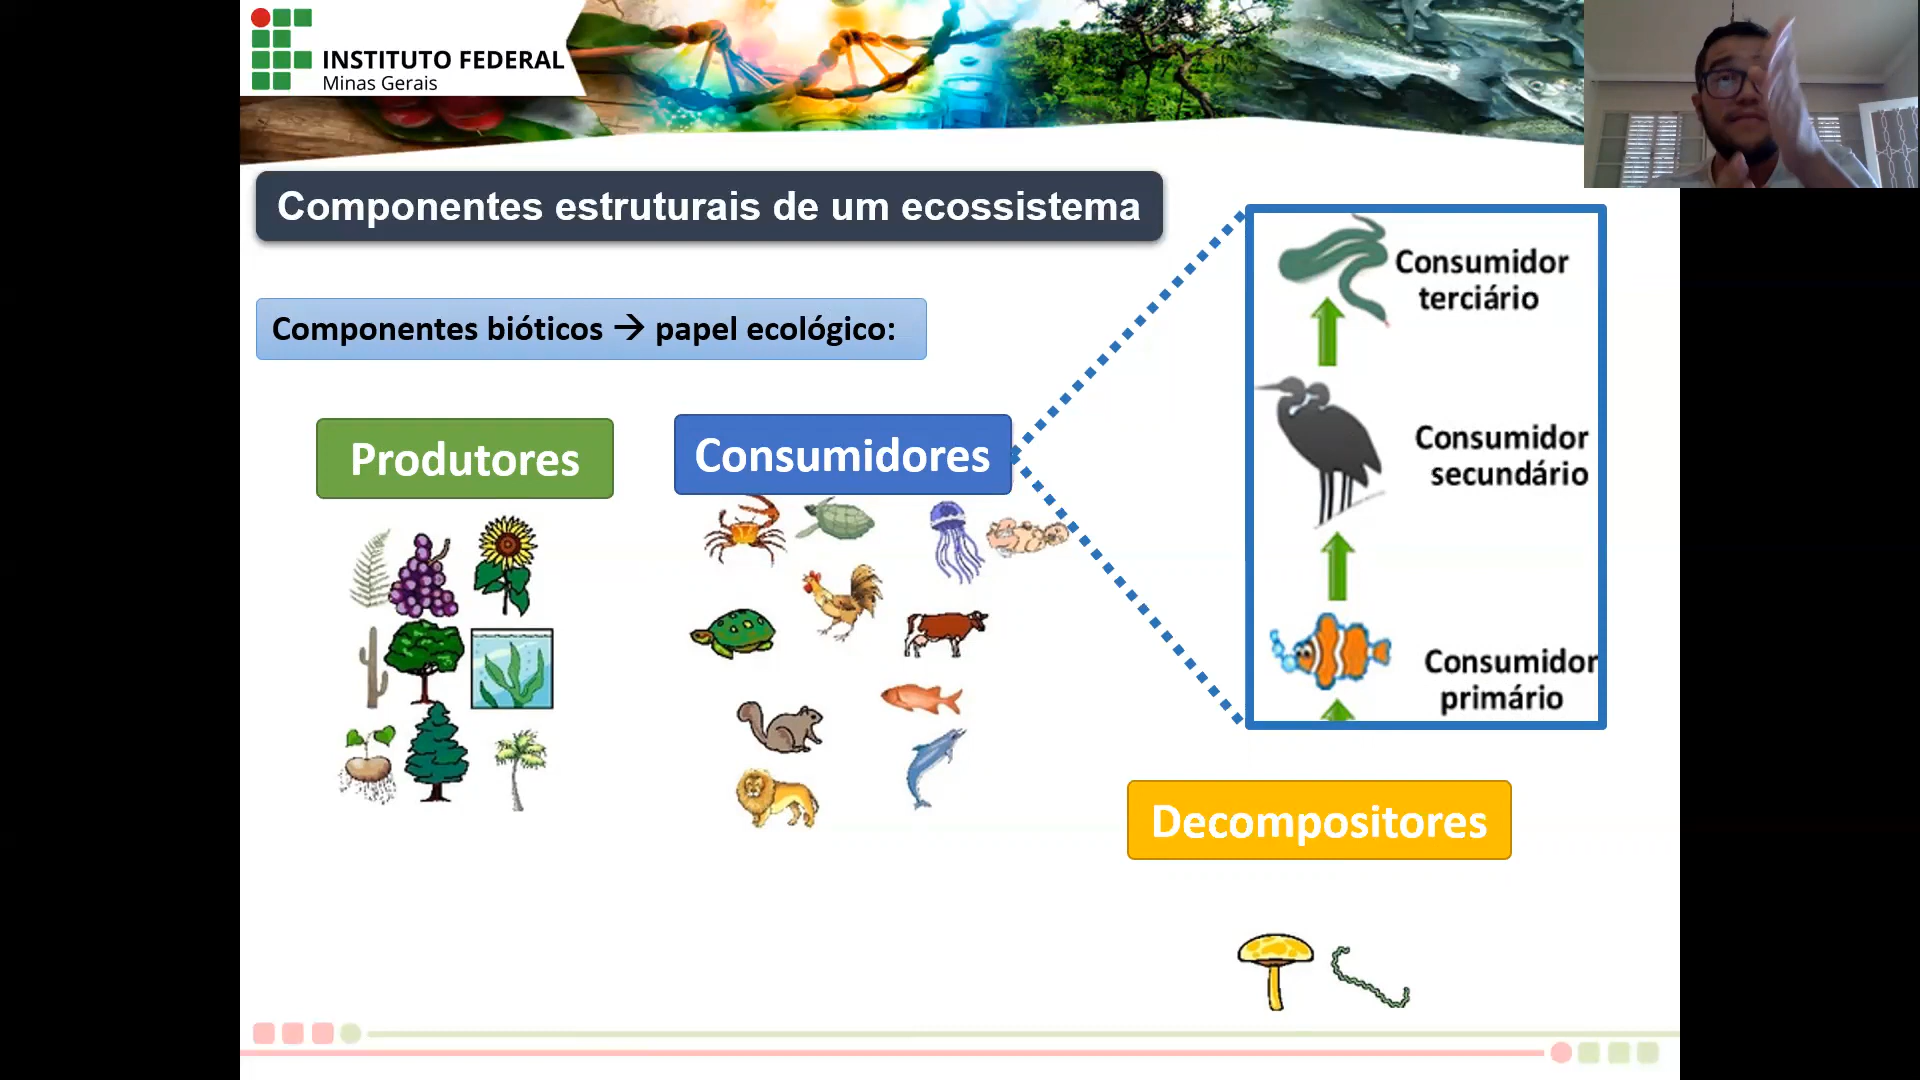 INSTITUTO FEDERAL
Minas Gerais
Componentes estruturais de um ecossistema
Componentes bióticos → papel ecológico:
Produtores
Consumidores
Consumidor
terciário
Consumidor
secundário
Consumidor
primário
Decompositores